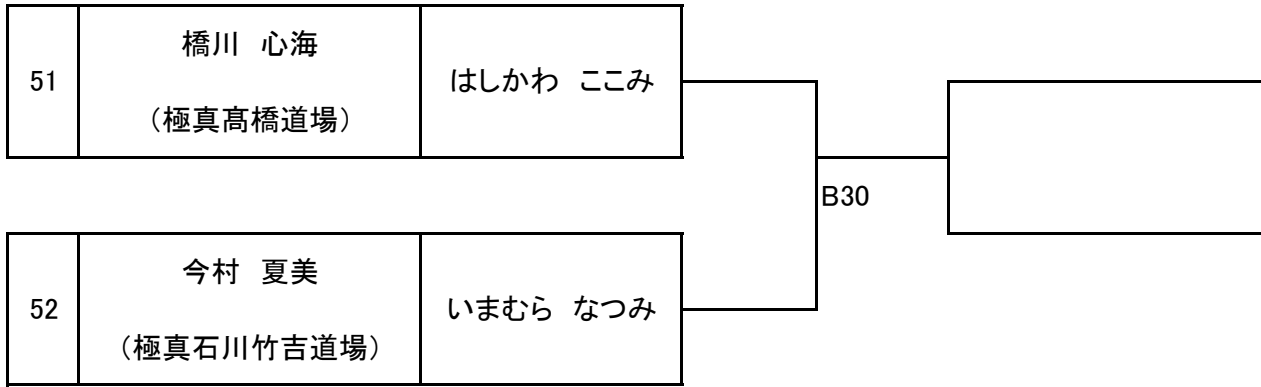 51
橋川　心海
（極真髙橋道場）
はしかわ　ここみ
B30
52
今村　夏美
（極真石川竹吉道場）
いまむら　なつみ